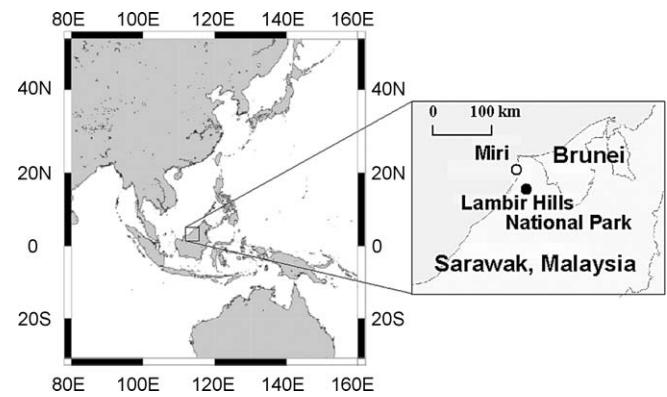 80E 100E 120E 140E 160E
40N 40N
20N 20N
0 0
20S 20S
80E 100E 120E 140E 160E
0 100 km
Miri
Brunei
Lambir Hills
National Park
Sarawak, Malaysia